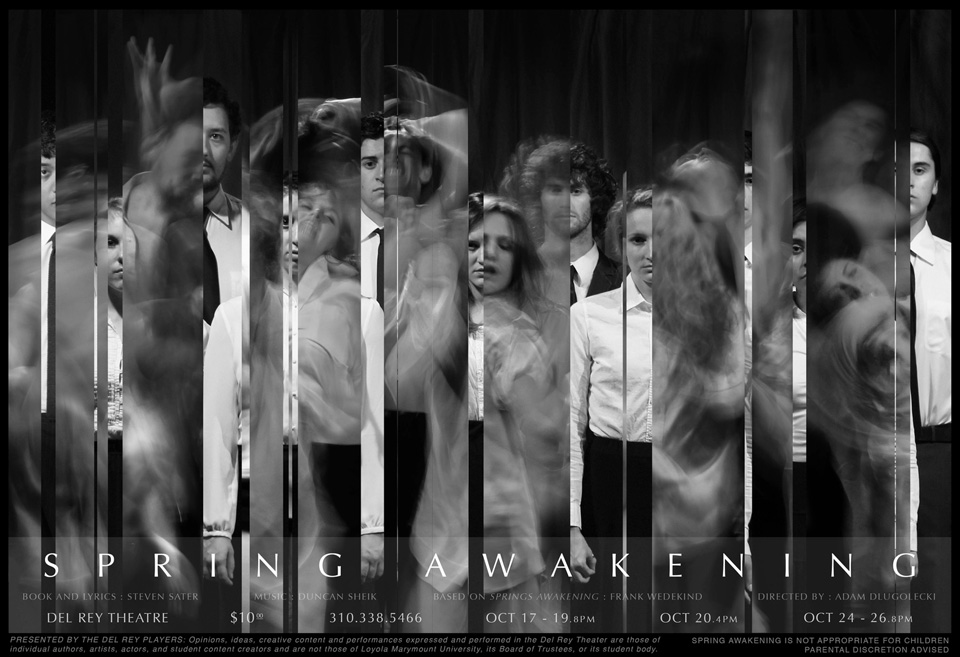 SPRING AWAKENING
BOOK AND LYRICS : STEVEN SATER MUSIC : DUNCAN SHEIK BASED ON SPRINGS AWAKENING : FRANK WEDEKIND DIRECTED BY : ADAM DLUGOLECKI
DEL REY THEATRE $10⁰⁰ 310.338.5466 OCT 17 - 19.8PM OCT 20.4PM OCT 24 - 26.8PM
PRESENTED BY THE DEL REY PLAYERS: Opinions, ideas, creative content and performances expressed and performed in the Del Rey Theater are those of
individual authors, artists, actors, and student content creators and are not those of Loyola Marymount University, its Board of Trustees, or its student body.
SPRING AWAKENING IS NOT APPROPRIATE FOR CHILDREN
PARENTAL DISCRETION ADVISED